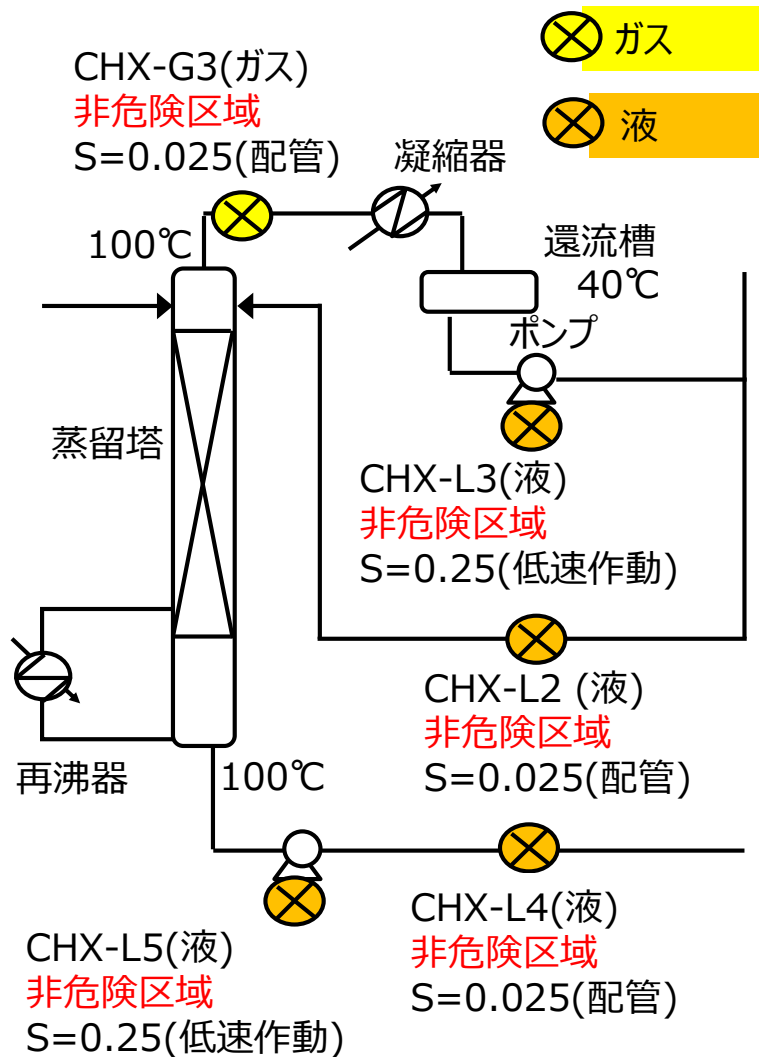 ガス
液
CHX-G3(ガス)
非危険区域
S=0.025(配管)
凝縮器
100℃
還流槽
40℃
ポンプ
蒸留塔
CHX-L3(液)
非危険区域
S=0.25(低速作動)
CHX-L2 (液)
非危険区域
S=0.025(配管)
再沸器
100℃
CHX-L5(液)
非危険区域
S=0.25(低速作動)
CHX-L4(液)
非危険区域
S=0.025(配管)